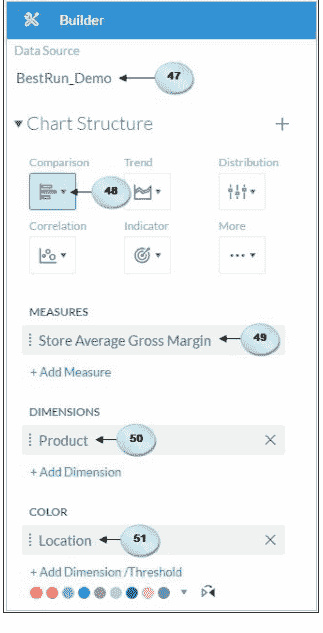 Builder
Data Source
BestRun_Demo 47
Chart Structure
Comparison Trend Distribution
48
Correlation Indicator More
MEASURES
Store Average Gross Margin 49
+ Add Measure
DIMENSIONS
Product 50
+ Add Dimension
COLOR
Location 51
+ Add Dimension /Threshold